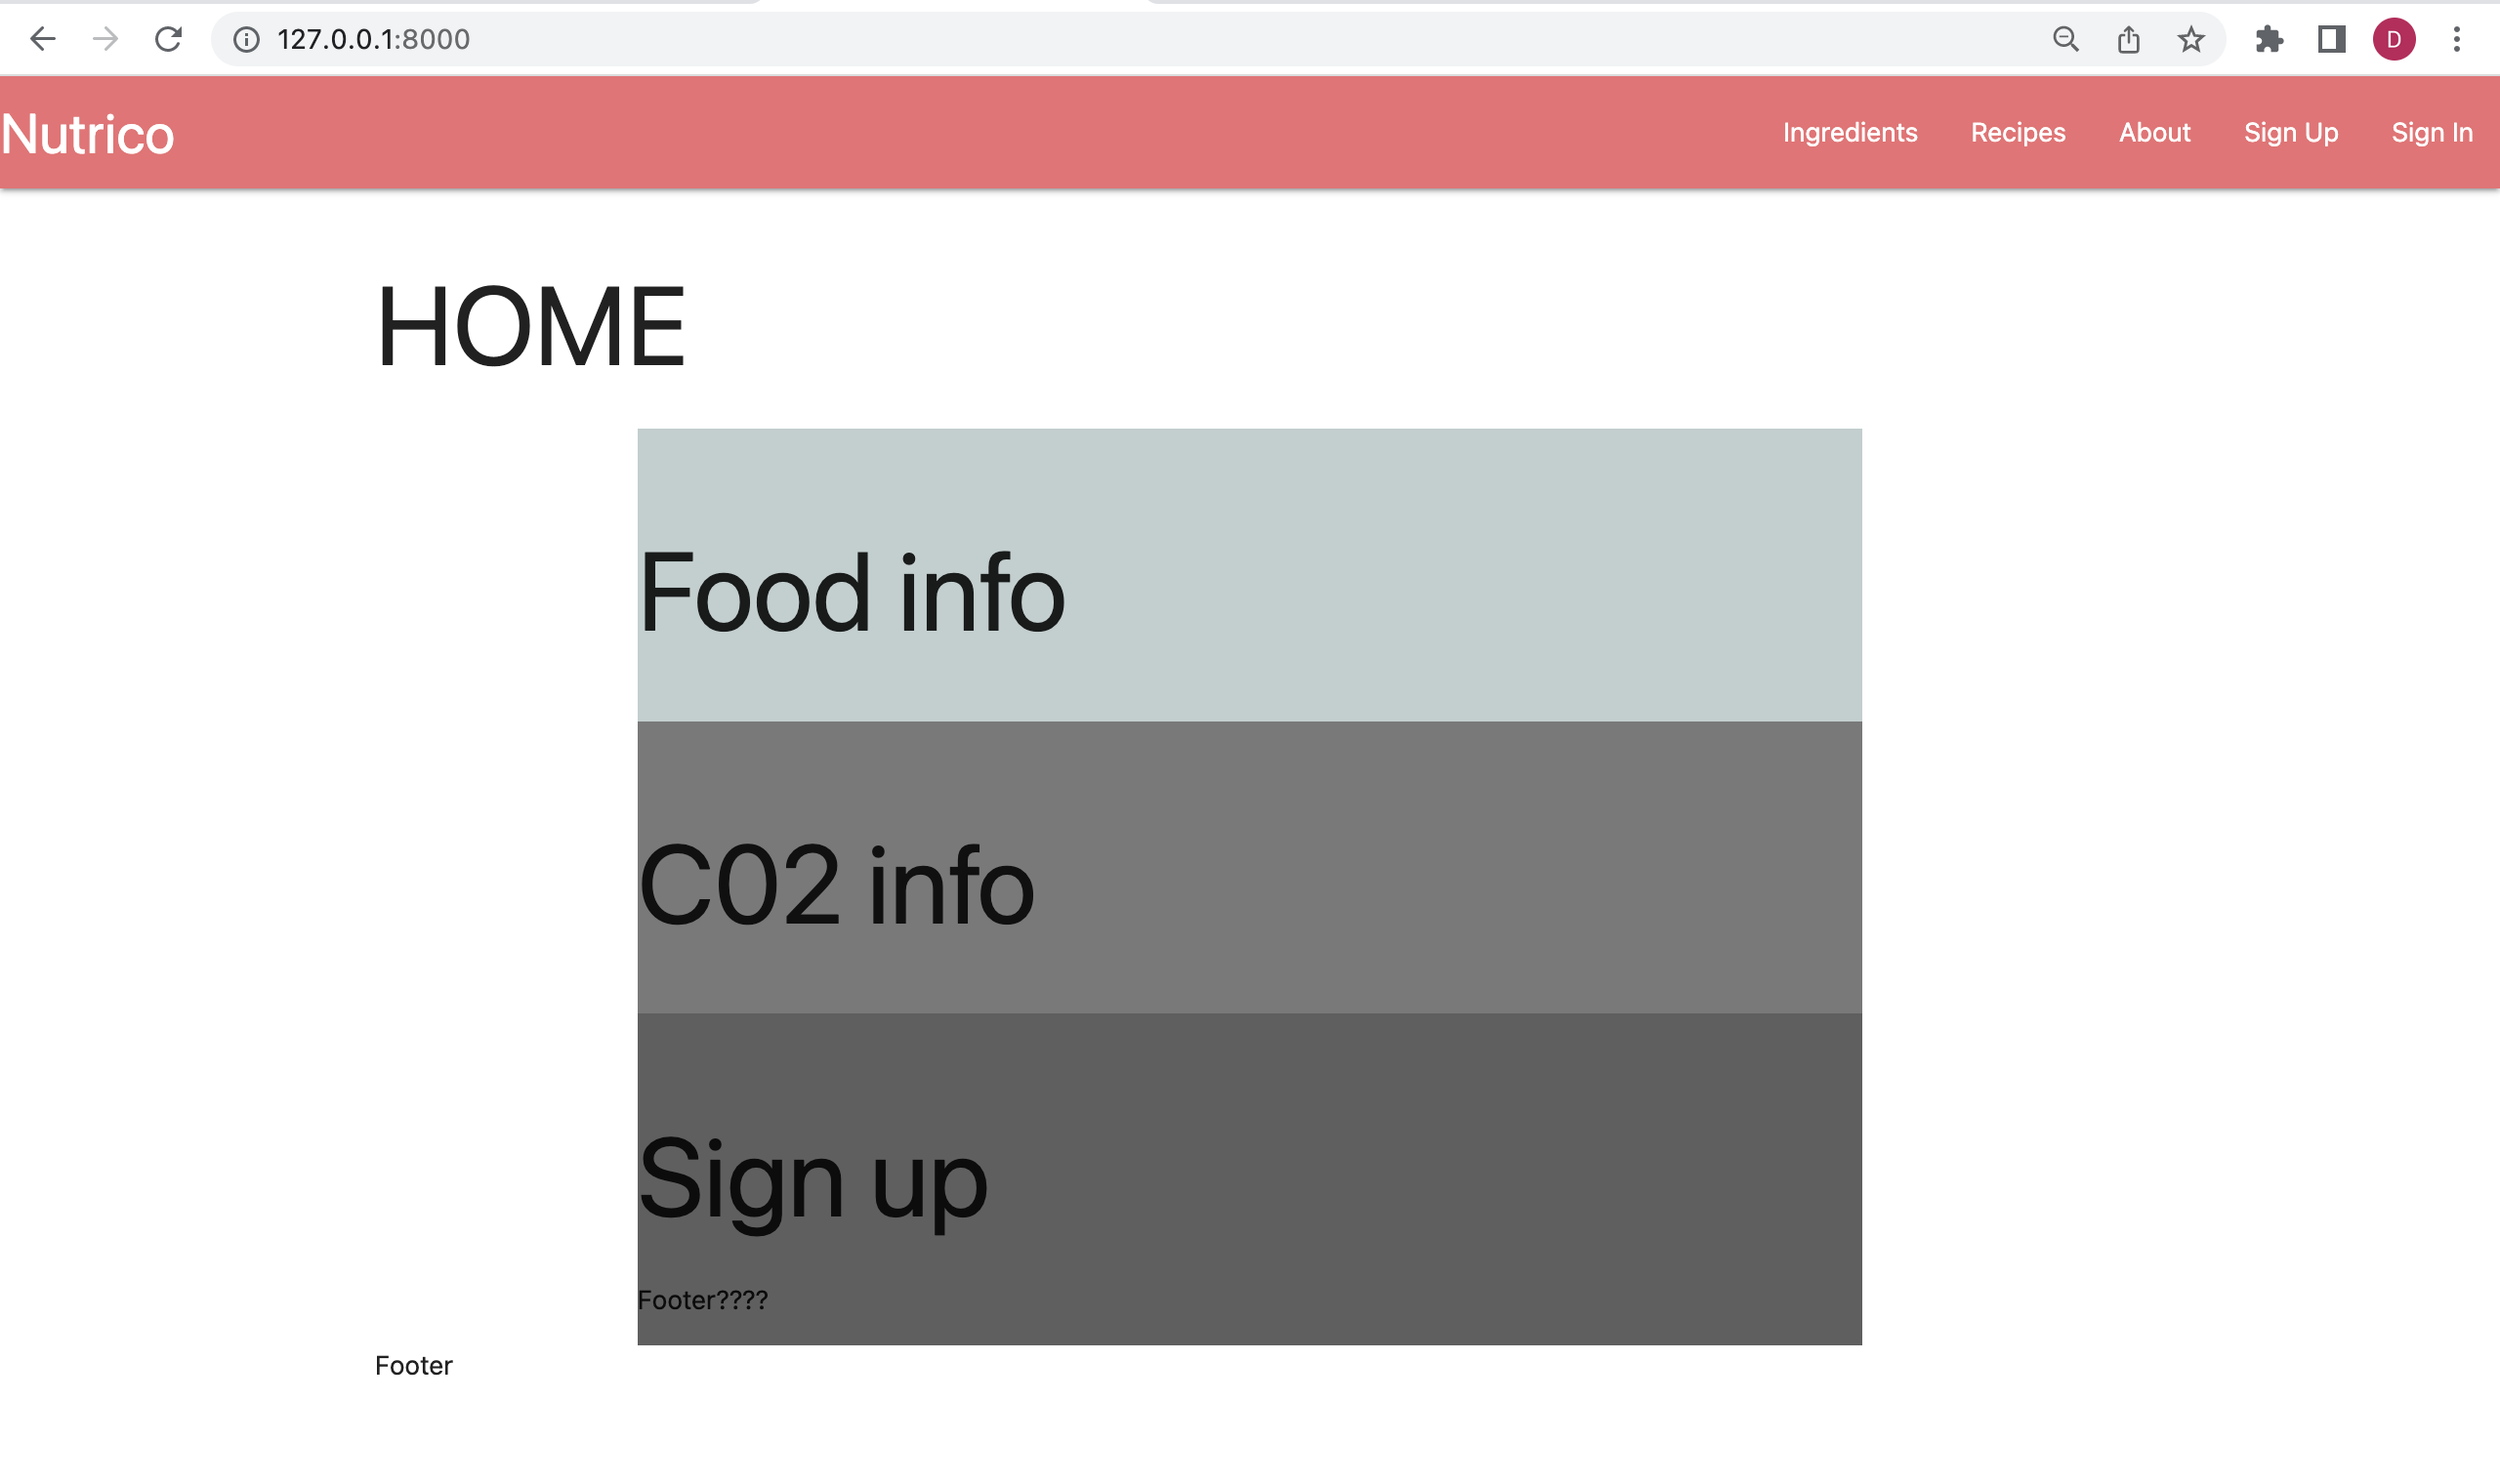 127.0.0.1:8000
D
Nutrico
Ingredients Recipes About Sign Up Sign In
HOME
Food info
C02 info
Sign up
Footer????
Footer